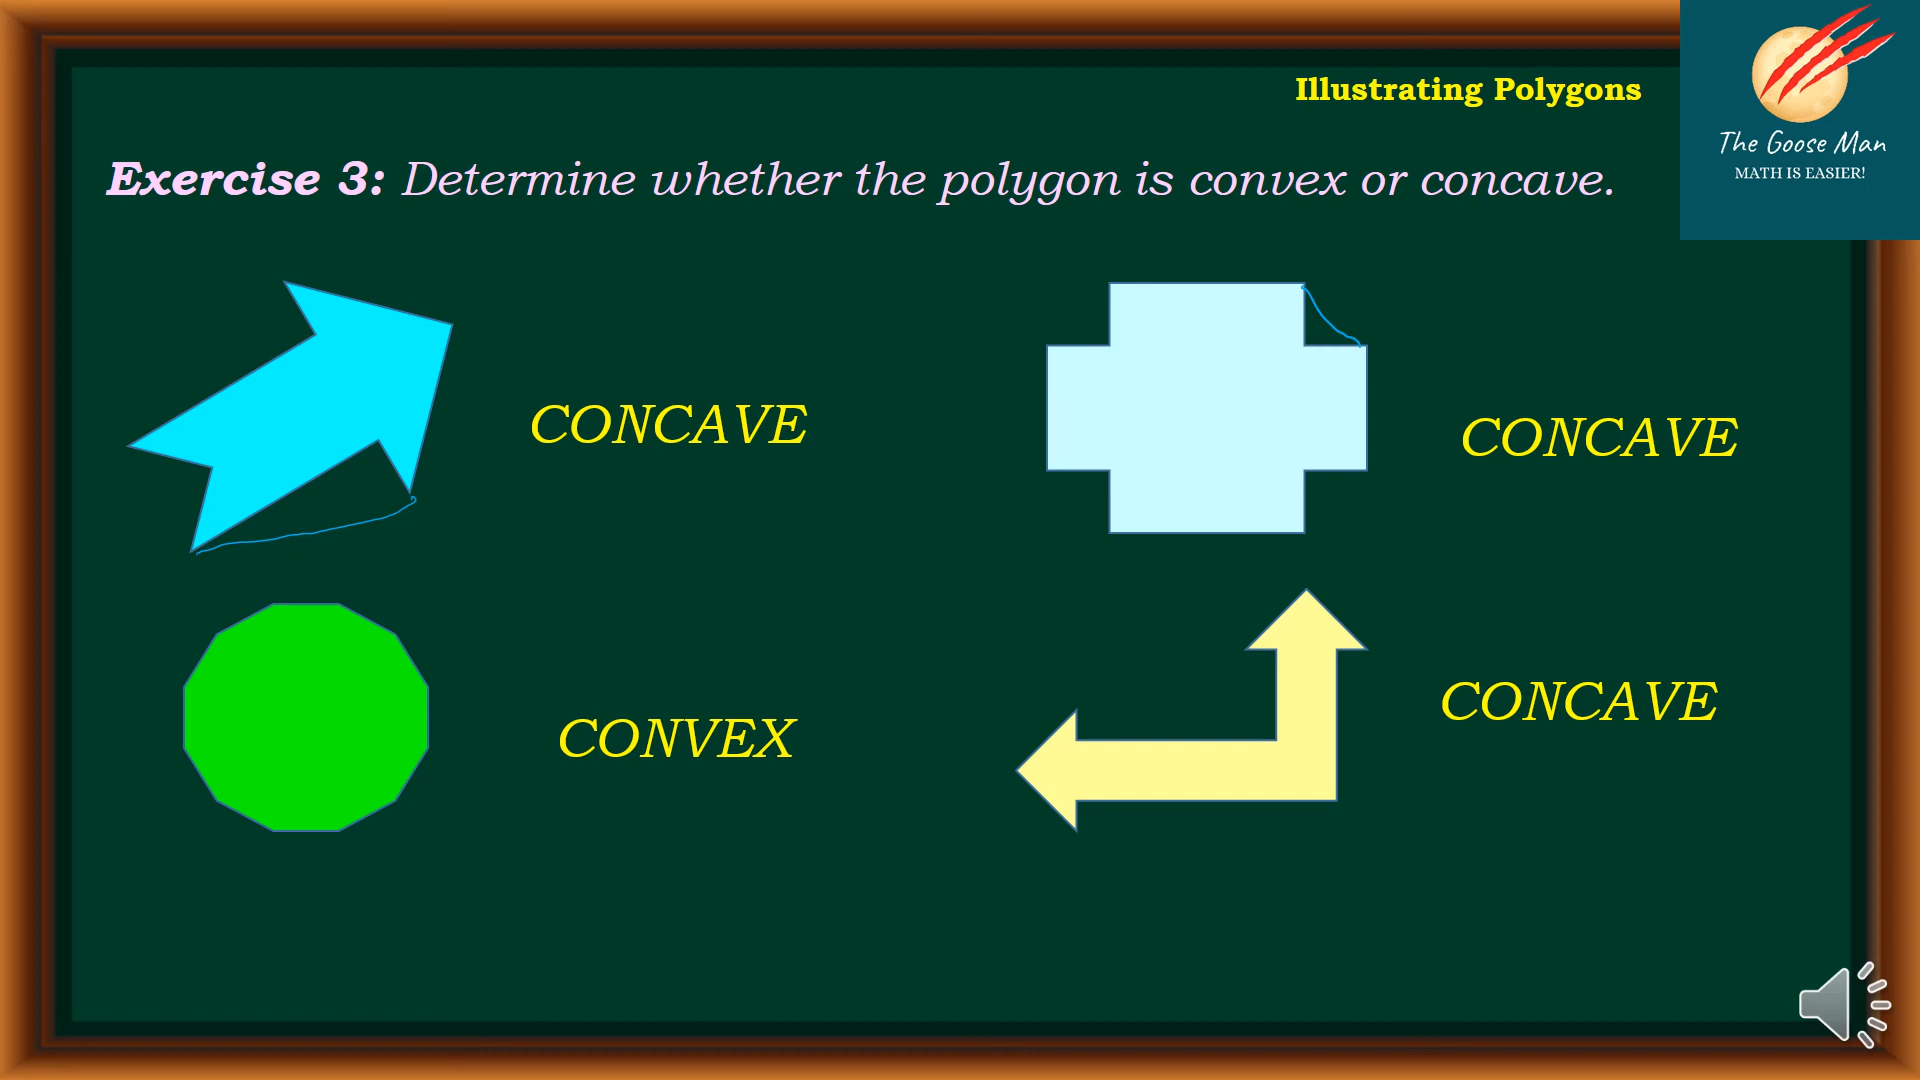 Illustrating Polygons
The Goose Man
MATH IS EASIER!
Exercise 3: Determine whether the polygon is convex or concave.
CONCAVE
CONCAVE
CONVEX
CONCAVE